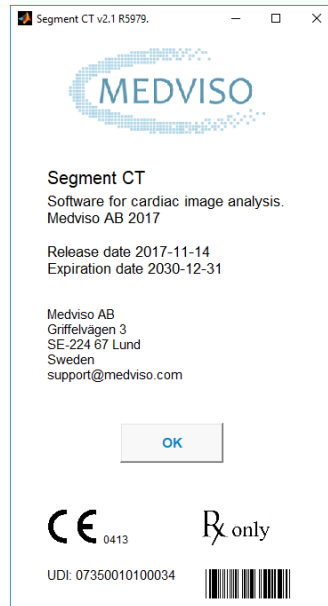 Segment CT v2.1 R5979.
MEDVISO
Segment CT
Software for cardiac image analysis.
Medviso AB 2017
Release date 2017-11-14
Expiration date 2030-12-31
Medviso AB
Griffelvägen 3
SE-224 67 Lund
Sweden
support@medviso.com
OK
CE 0413
Rx only
UDI: 07350010100034